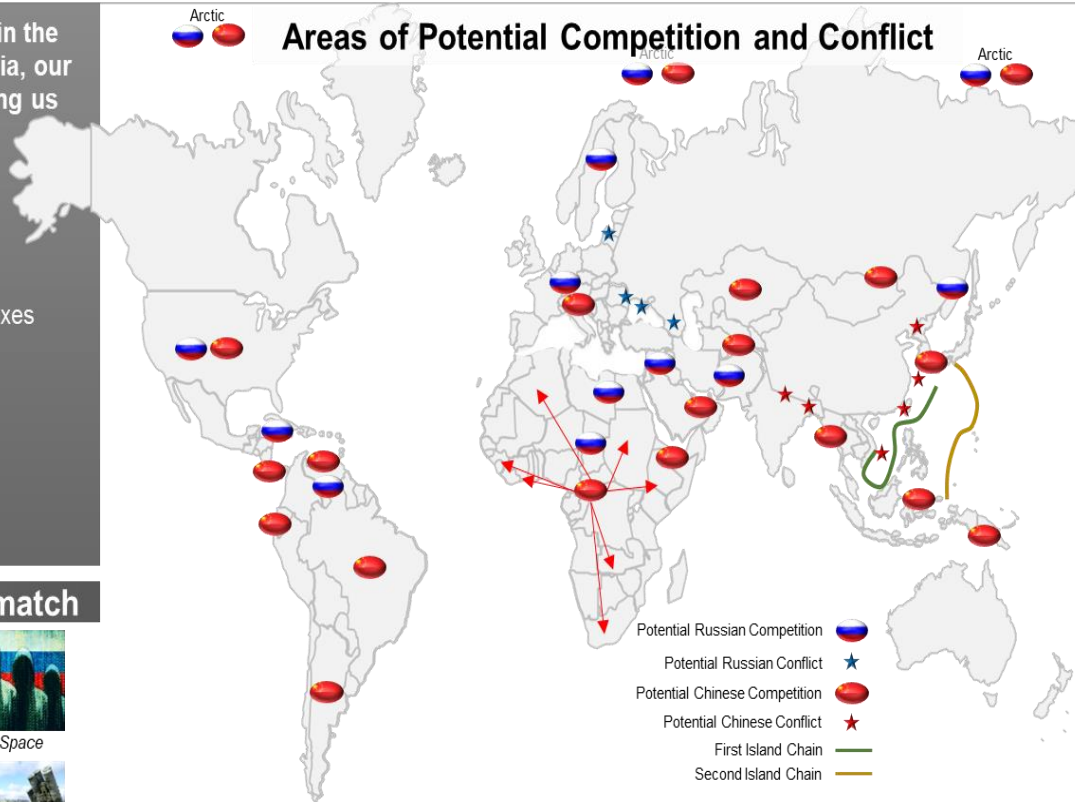 in the
ia, our
ng us
xes
match
Space
Areas of Potential Competition and Conflict
Arctic
Arctic
Arctic
Potential Russian Competition
Potential Russian Conflict
Potential Chinese Competition
Potential Chinese Conflict
First Island Chain
Second Island Chain